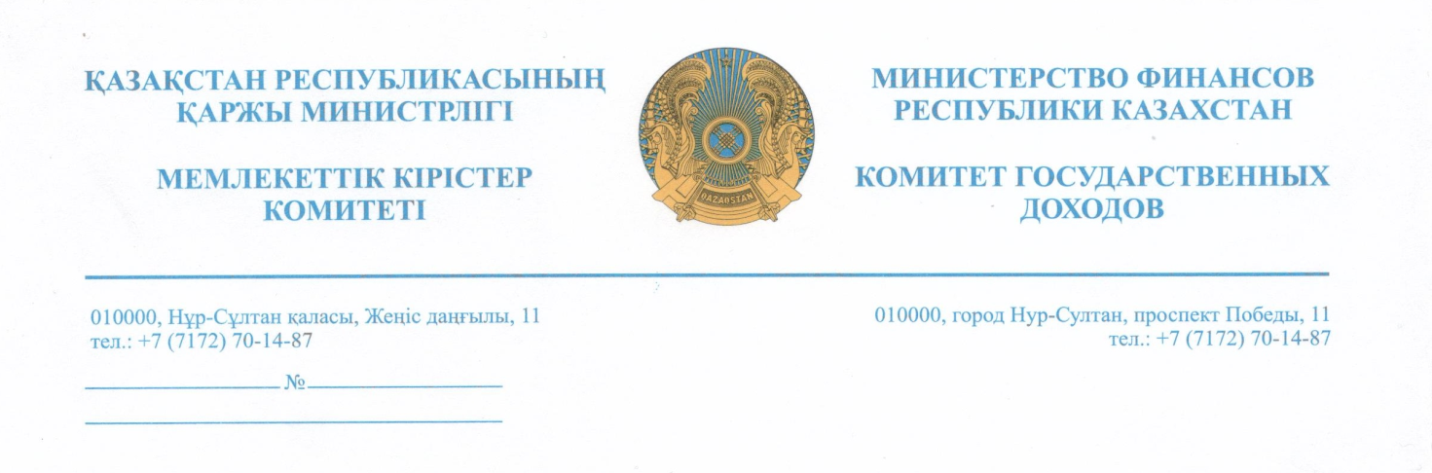 ҚАЗАҚСТАН РЕСПУБЛИКАСЫНЫҢ
ҚАРЖЫ МИНИСТРЛІГІ
МЕМЛЕКЕТТІК КІРІСТЕР
КОМИТЕТІ
QAZAQSTAN
МИНИСТЕРСТВО ФИНАНСОВ
РЕСПУБЛИКИ КАЗАХСТАН
КОМИТЕТ ГОСУДАРСТВЕННЫХ
ДОХОДОВ
010000, Нұр-Сұлтан қаласы, Жеңіс даңғылы, 11
тел.: +7 (7172) 70-14-87
010000, город Нур-Султан, проспект Победы, 11
тел.: +7 (7172) 70-14-87
№